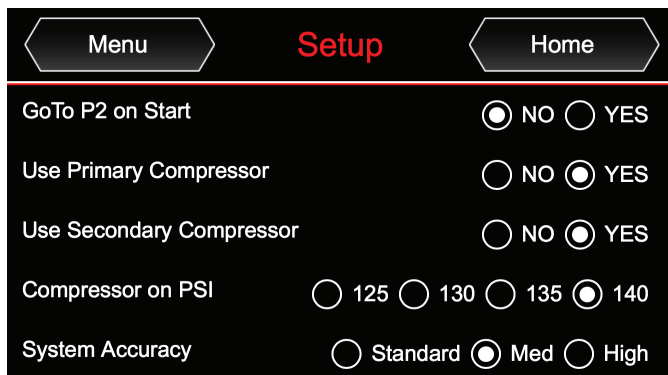 Menu Setup Home
GoTo P2 on Start NO YES
Use Primary Compressor NO YES
Use Secondary Compressor NO YES
Compressor on PSI 125 130 135 140
System Accuracy Standard Med High